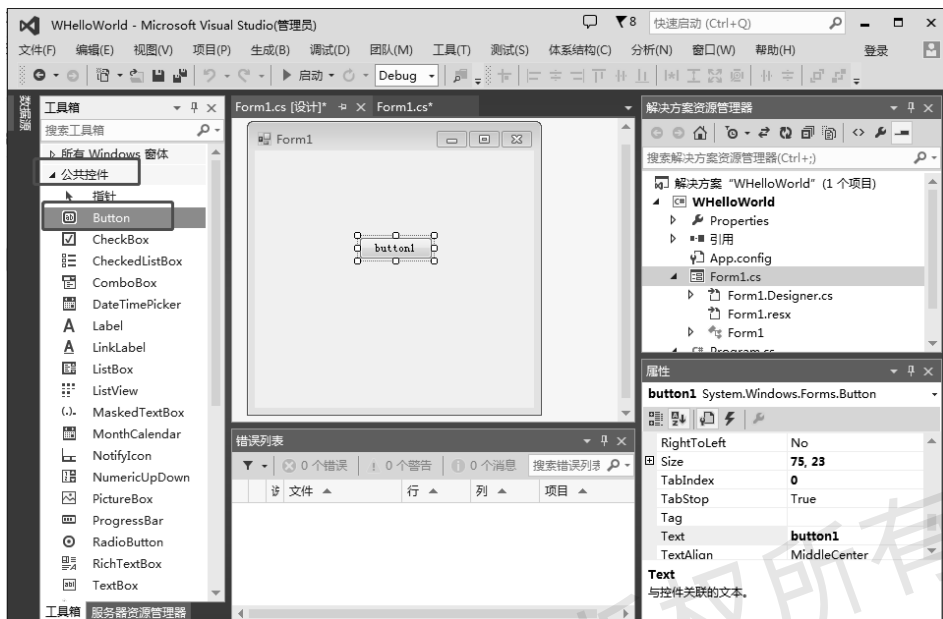 WHelloWorld - Microsoft Visual Studio(管理员)
8
快速启动 (Ctrl+Q)
文件(F) 编辑(E) 视图(V) 项目(P) 生成(B) 调试(D) 团队(M) 工具(T) 测试(S) 体系结构(C) 分析(N) 窗口(W) 帮助(H) 登录
启动 Debug
工具箱
搜索工具箱
所有 Windows 窗体
公共控件
指针
Button
CheckBox
CheckedListBox
ComboBox
DateTimePicker
Label
LinkLabel
ListBox
ListView
MaskedTextBox
MonthCalendar
NotifyIcon
NumericUpDown
PictureBox
ProgressBar
RadioButton
RichTextBox
TextBox
工具箱 服务器资源管理器
Form1.cs [设计]* Form1.cs*
Form1
button1
错误列表
0 个错误 0 个警告 0 个消息 搜索错误列表
文件 行 列 项目
解决方案资源管理器
搜索解决方案资源管理器(Ctrl+;)
解决方案 "WHelloWorld" (1 个项目)
WHelloWorld
Properties
引用
App.config
Form1.cs
Form1.Designer.cs
Form1.resx
Form1
Program.cs
属性
button1 System.Windows.Forms.Button
RightToLeft No
Size 75, 23
TabIndex 0
TabStop True
Tag
Text button1
TextAlign MiddleCenter
Text
与控件关联的文本。
版权所有